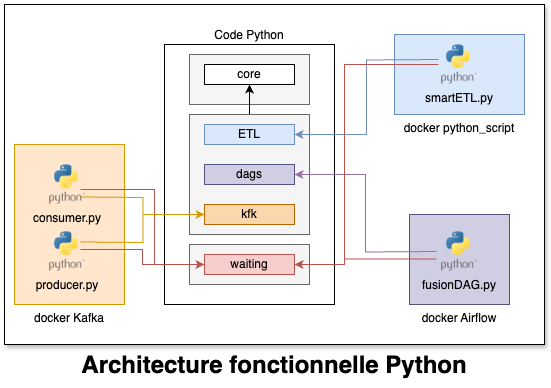 Code Python
core
ETL
dags
kfk
waiting
python
smartETL.py
docker python_script
python
consumer.py
python
producer.py
docker Kafka
python
fusionDAG.py
docker Airflow
Architecture fonctionnelle Python